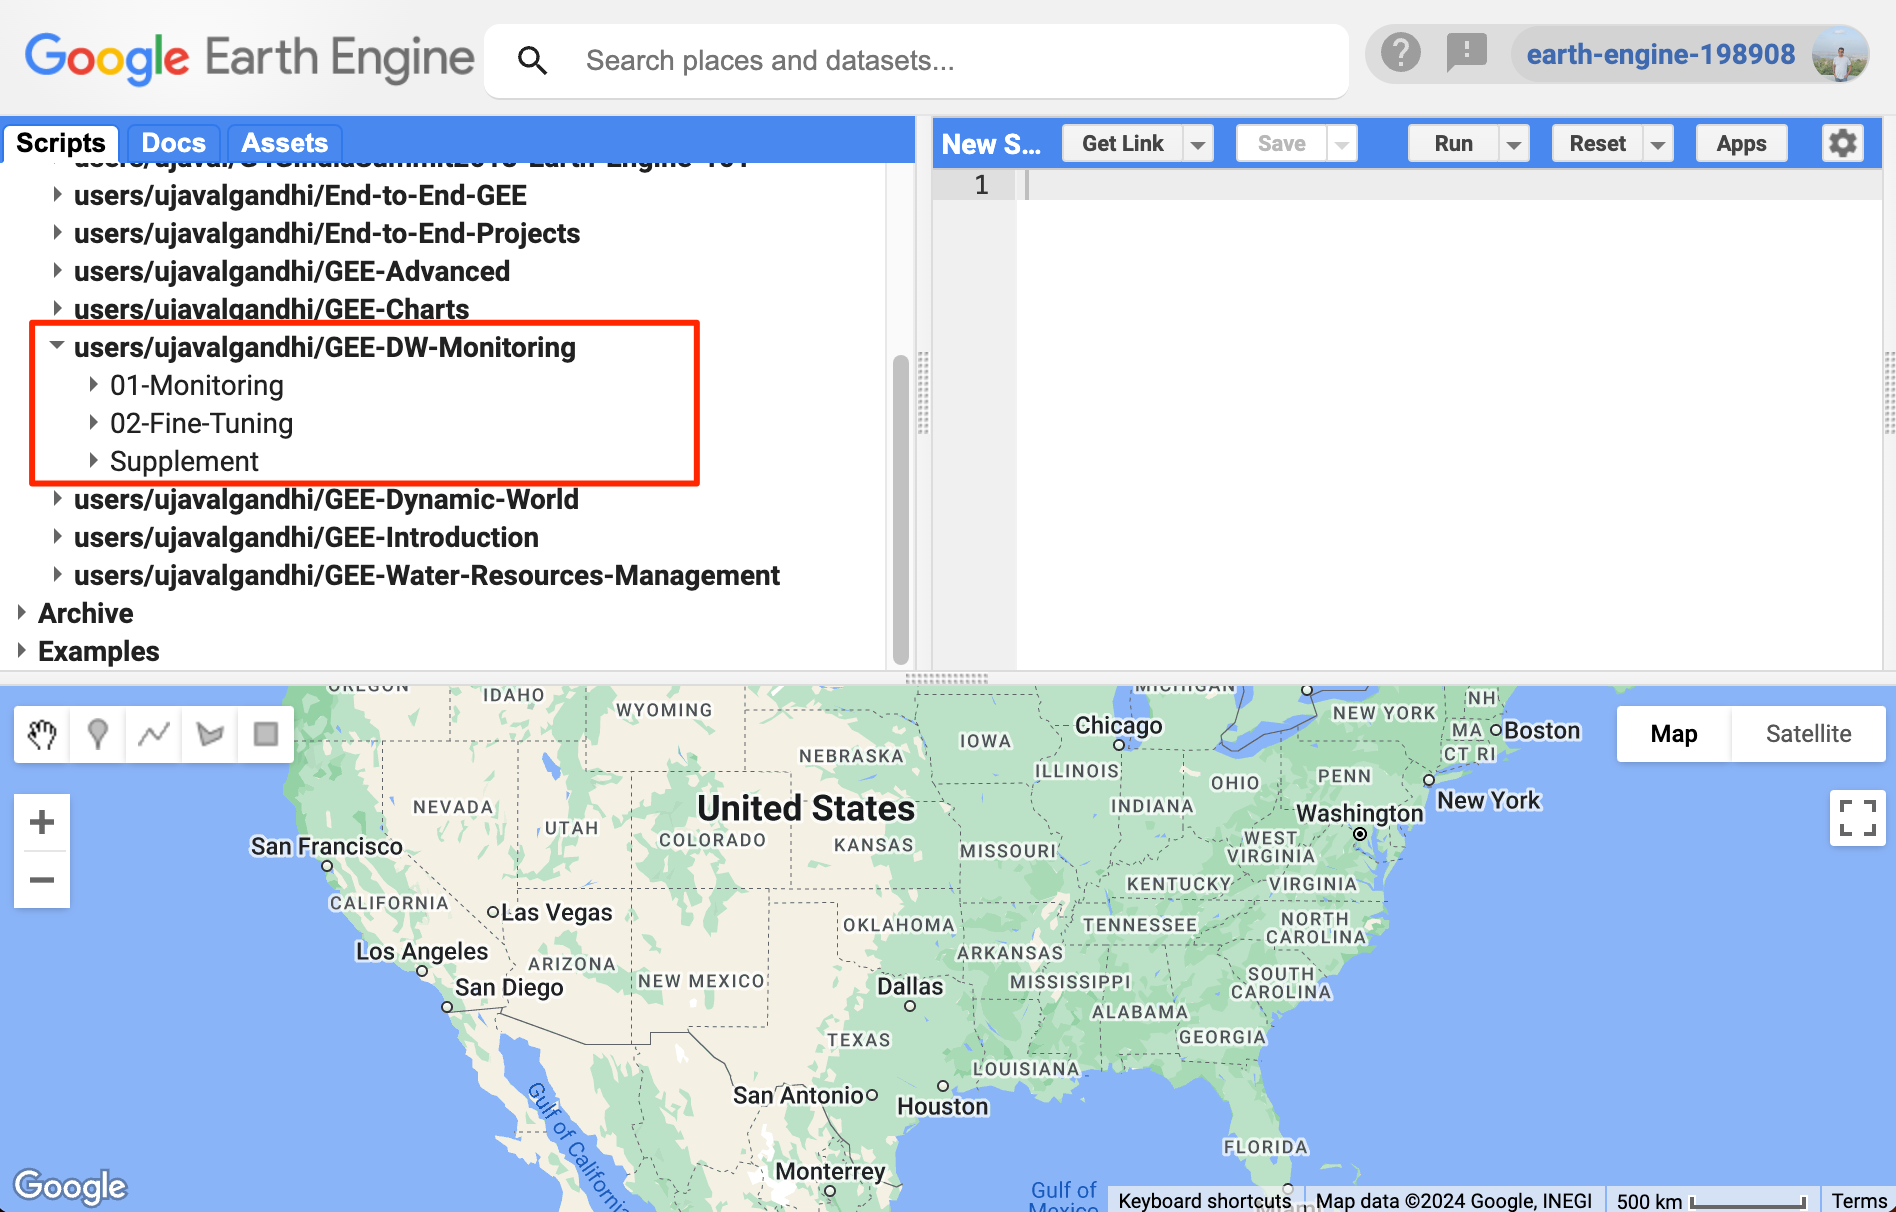 Google Earth Engine
Search places and datasets...
earth-engine-198908
Scripts
Docs
Assets
users/ujavalgandhi/End-to-End-GEE
users/ujavalgandhi/End-to-End-Projects
users/ujavalgandhi/GEE-Advanced
users/ujavalgandhi/GEE-Charts
users/ujavalgandhi/GEE-DW-Monitoring
01-Monitoring
02-Fine-Tuning
Supplement
users/ujavalgandhi/GEE-Dynamic-World
users/ujavalgandhi/GEE-Introduction
users/ujavalgandhi/GEE-Water-Resources-Management
Archive
Examples
New S...
Get Link
Save
Run
Reset
Apps
1
OREGON
IDAHO
WYOMING
MICHIGAN
NH
NEW YORK
MA
Boston
CT RI
Chicago
IOWA
NEBRASKA
ILLINOIS
OHIO
PENN
New York
INDIANA
Washington
NEVADA
UTAH
United States
COLORADO
KANSAS
MISSOURI
WEST
VIRGINIA
San Francisco
KENTUCKY
VIRGINIA
CALIFORNIA
Las Vegas
OKLAHOMA
TENNESSEE
NORTH
CAROLINA
Los Angeles
ARIZONA
NEW MEXICO
ARKANSAS
MISSISSIPPI
SOUTH
CAROLINA
San Diego
Dallas
ALABAMA
GEORGIA
TEXAS
LOUISIANA
San Antonio
Houston
Gulf of California
FLORIDA
Monterrey
Gulf of
Mexico
Miami
Map
Satellite
Google
Keyboard shortcuts
Map data ©2024 Google, INEGI
500 km
Terms